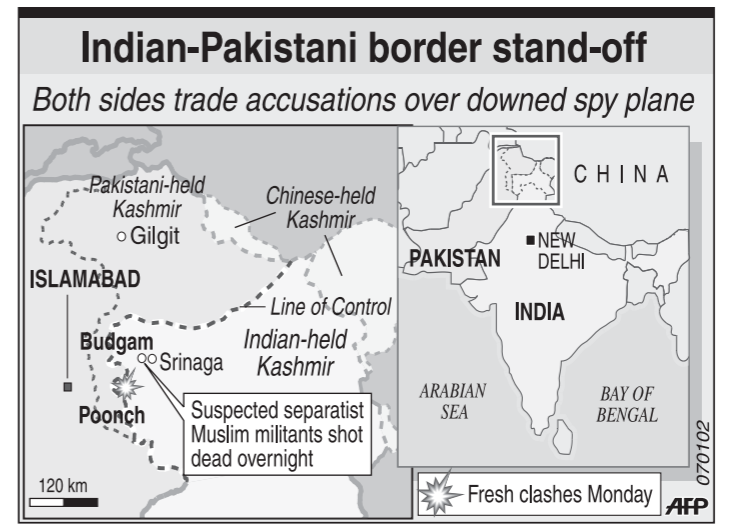 Indian-Pakistani border stand-off
Both sides trade accusations over downed spy plane
Pakistani-held
Kashmir
Gilgit
Chinese-held
Kashmir
ISLAMABAD
Line of Control
Budgam
Srinaga
Indian-held
Kashmir
Poonch
Suspected separatist
Muslim militants shot
dead overnight
120 km
CHINA
NEW
DELHI
PAKISTAN
INDIA
ARABIAN
SEA
BAY OF
BENGAL
Fresh clashes Monday
070102
AFP